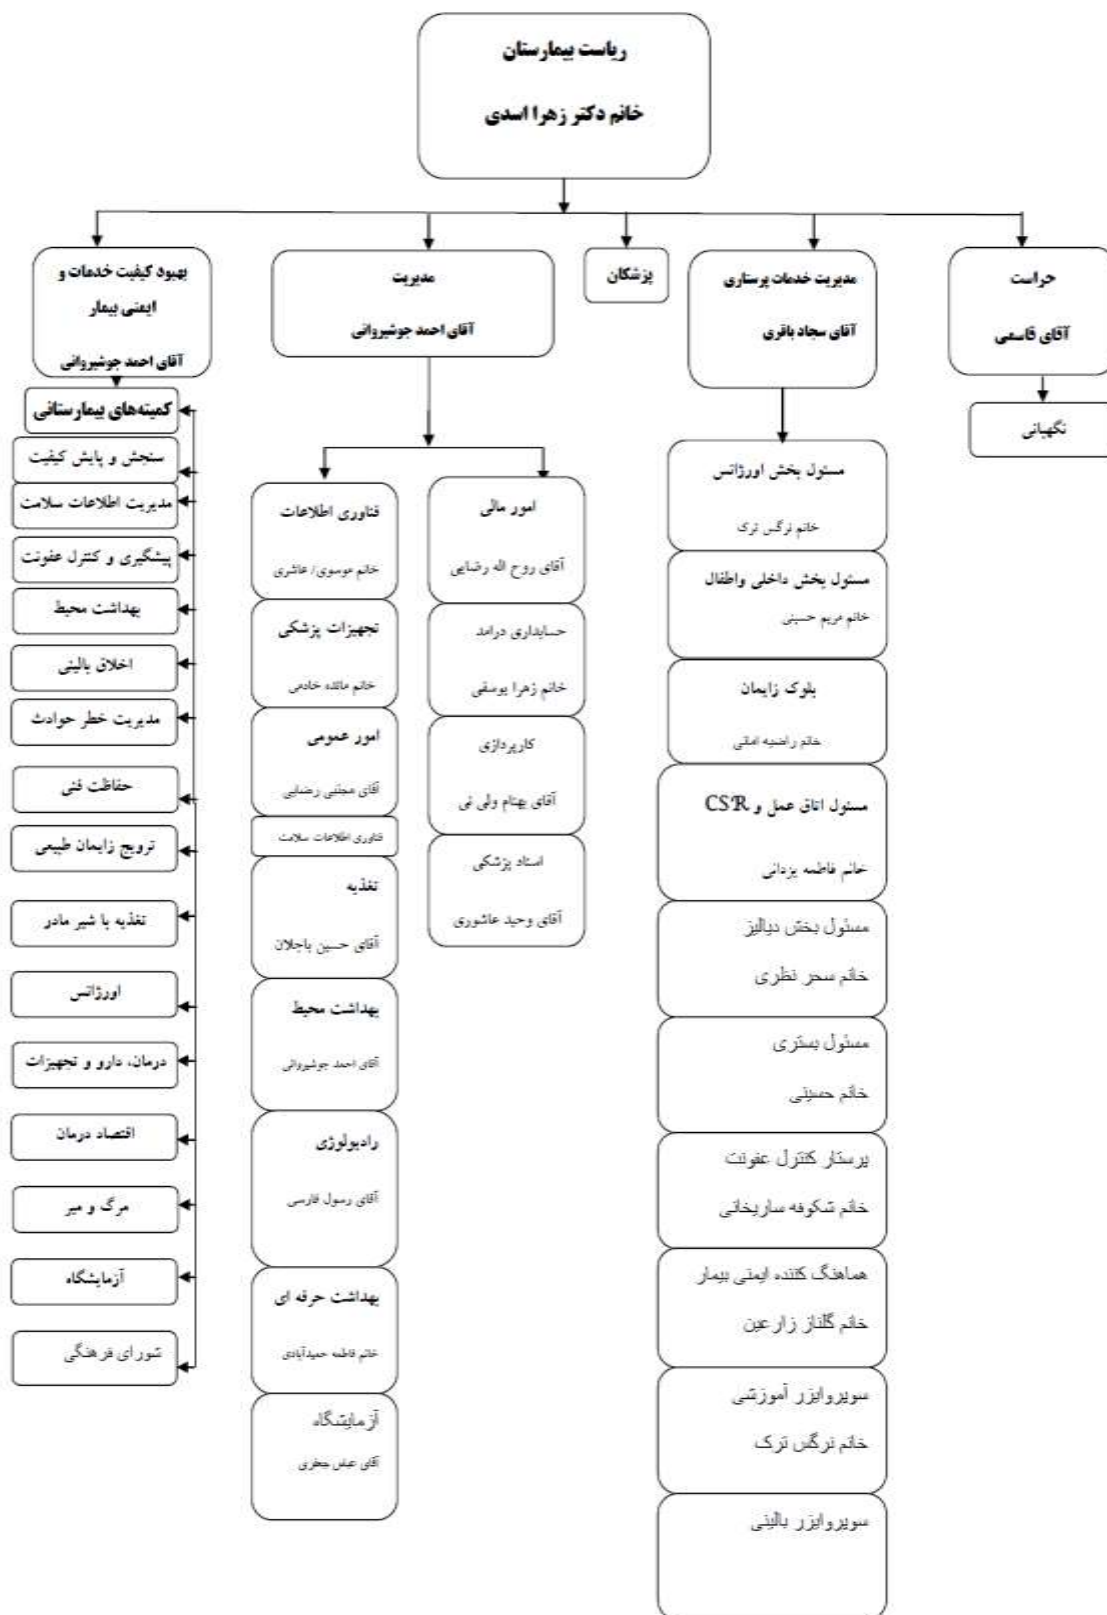 ریاست بیمارستان
خانم دکتر زهرا اسدی
حراست
آقای قاسمی
نگهبانی
مدیریت خدمات پرستاری
آقای سجاد باقری
مسئول بخش اورژانس
خانم نرگس ترک
مسئول بخش داخلی واطفال
خانم مریم حسینی
بلوک زایمان
خانم راضیه امانی
مسئول اتاق عمل و CSR
خانم فاطمه یزدانی
مسئول بخش دیالیز
خانم سحر نظری
مسئول بستری
خانم حسینی
پرستار کنترل عفونت
خانم شکوفه ساریخانی
هماهنگ کننده ایمنی بیمار
خانم گلناز زارعین
سوپروایزر آموزشی
خانم نرگس ترک
سوپروایزر بالینی
پزشکان
مدیریت
آقای احمد جوشیروانی
امور مالی
آقای روح اله رضایی
حسابداری درامد
خانم زهرا یوسفی
کارپردازی
آقای بهنام ولی نی
اسناد پزشکی
آقای وحید عاشوری
فناوری اطلاعات
خانم موسوی/ عاشری
تجهیزات پزشکی
خانم مائده خادمی
امور عمومی
آقای مجتبی رضایی
فناوری اطلاعات سلامت
تغذیه
آقای حسین باجلان
بهداشت محیط
آقای احمد جوشیروانی
رادیولوژی
آقای رسول فارسی
بهداشت حرفه ای
خانم فاطمه حمیدآبادی
آزمایشگاه
آقای عباس جعفری
بهبود کیفیت خدمات و
ایمنی بیمار
آقای احمد جوشیروانی
کمیته‌های بیمارستانی
سنجش و پایش کیفیت
مدیریت اطلاعات سلامت
پیشگیری و کنترل عفونت
بهداشت محیط
اخلاق بالینی
مدیریت خطر حوادث
حفاظت فنی
ترویج زایمان طبیعی
تغذیه با شیر مادر
اورژانس
درمان، دارو و تجهیزات
اقتصاد درمان
مرگ و میر
آزمایشگاه
شورای فرهنگی